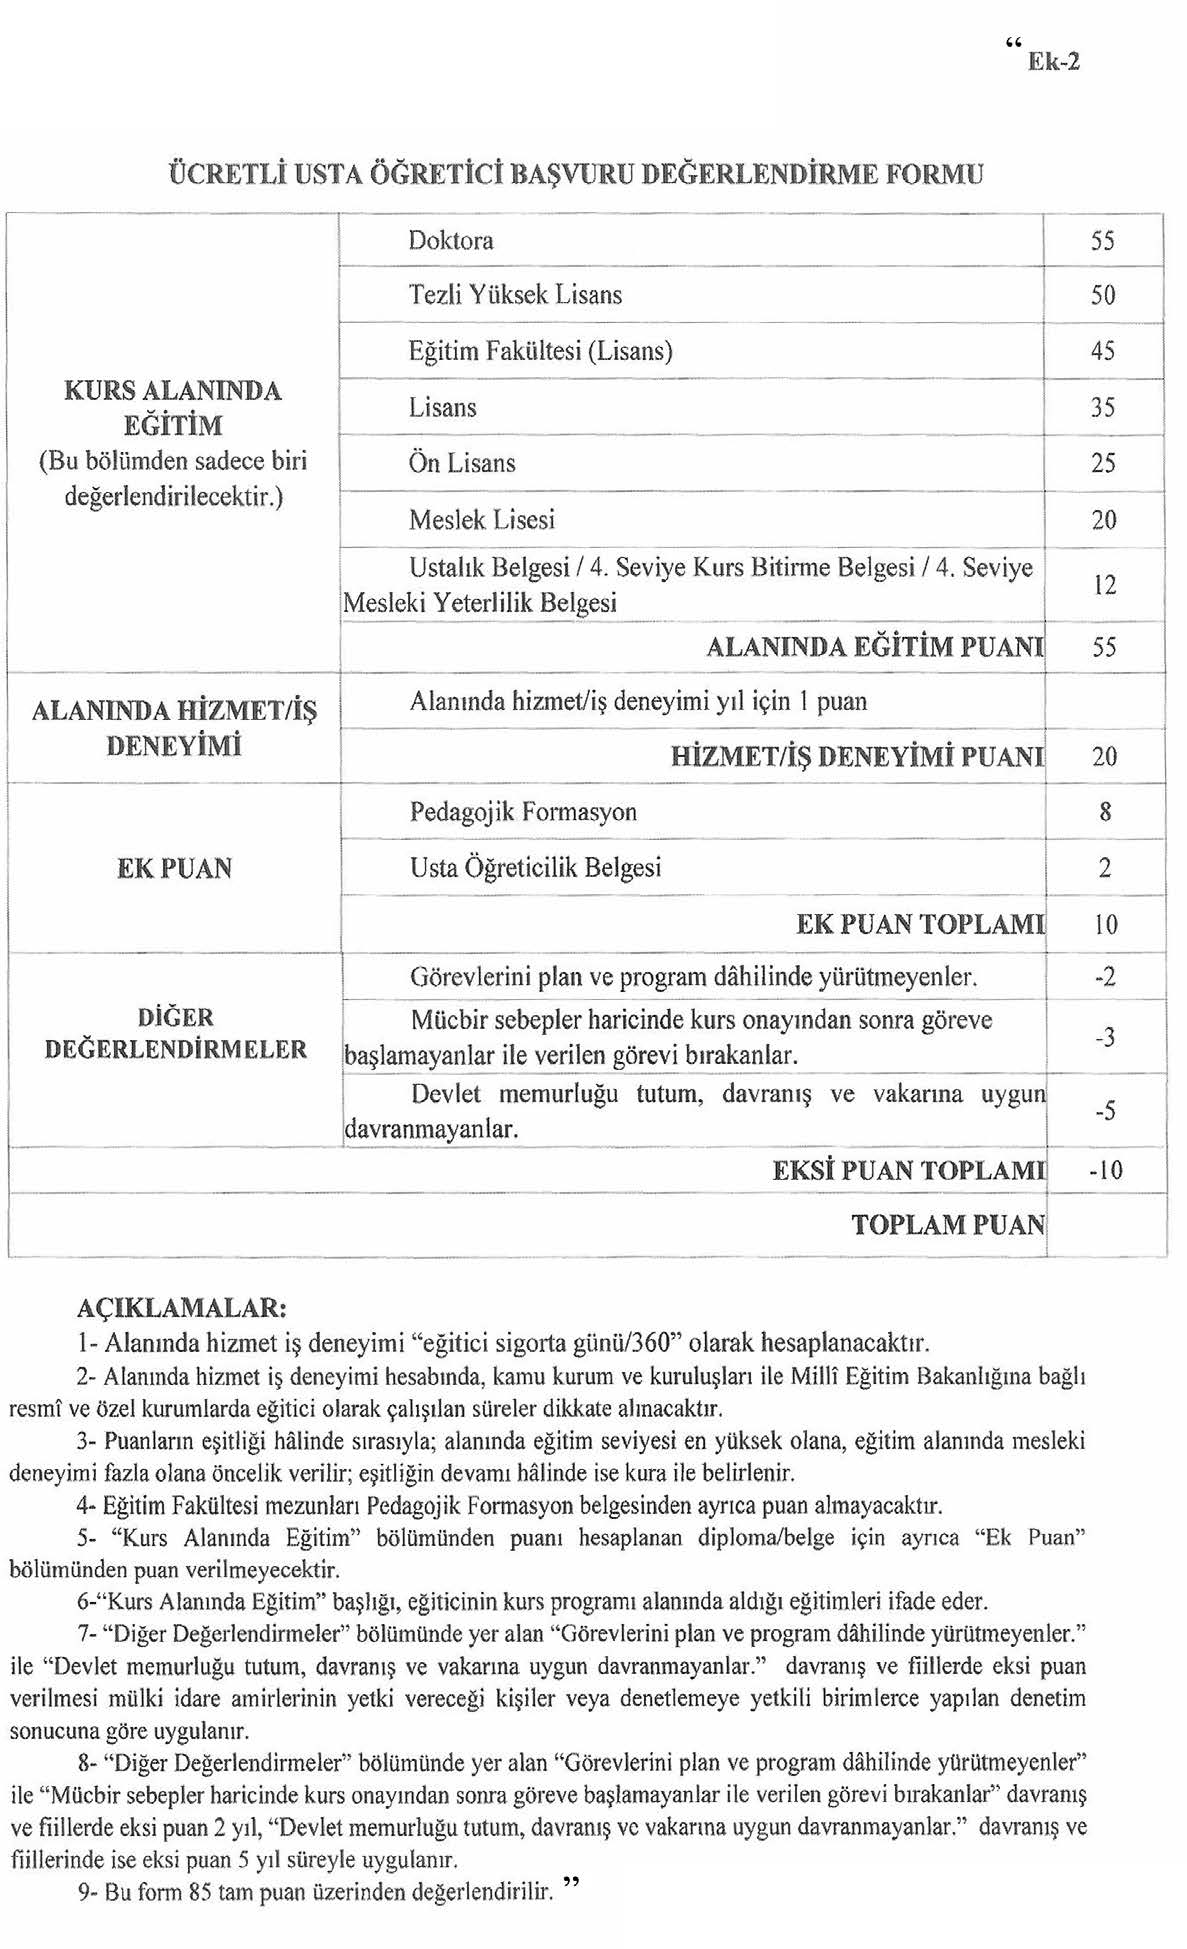 “ Ek-2
ÜCRETLİ USTA ÖĞRETİCİ BAŞVURU DEĞERLENDİRME FORMU
KURS ALANINDA
EĞİTİM
(Bu bölümden sadece biri
değerlendirilecektir.)
Doktora 55
Tezli Yüksek Lisans 50
Eğitim Fakültesi (Lisans) 45
Lisans 35
Ön Lisans 25
Meslek Lisesi 20
Ustalık Belgesi / 4. Seviye Kurs Bitirme Belgesi / 4. Seviye
Mesleki Yeterlilik Belgesi 12
ALANINDA EĞİTİM PUANI 55
ALANINDA HİZMET/İŞ
DENEYİMİ
Alanında hizmet/iş deneyimi yıl için 1 puan
HİZMET/İŞ DENEYİMİ PUANI 20
EK PUAN
Pedagojik Formasyon 8
Usta Öğreticilik Belgesi 2
EK PUAN TOPLAMI 10
DİĞER
DEĞERLENDİRMELER
Görevlerini plan ve program dâhilinde yürütmeyenler. -2
Mücbir sebepler haricinde kurs onayından sonra göreve
başlamayanlar ile verilen görevi bırakanlar. -3
Devlet memurluğu tutum, davranış ve vakarına uygun
davranmayanlar. -5
EKSİ PUAN TOPLAMI -10
TOPLAM PUAN
AÇIKLAMALAR:
1- Alanında hizmet iş deneyimi “eğitici sigorta günü/360” olarak hesaplanacaktır.
2- Alanında hizmet iş deneyimi hesabında, kamu kurum ve kuruluşları ile Millî Eğitim Bakanlığına bağlı
resmî ve özel kurumlarda eğitici olarak çalışılan süreler dikkate alınacaktır.
3- Puanların eşitliği hâlinde sırasıyla; alanında eğitim seviyesi en yüksek olana, eğitim alanında mesleki
deneyimi fazla olana öncelik verilir; eşitliğin devamı hâlinde ise kura ile belirlenir.
4- Eğitim Fakültesi mezunları Pedagojik Formasyon belgesinden ayrıca puan almayacaktır.
5- “Kurs Alanında Eğitim” bölümünden puanı hesaplanan diploma/belge için ayrıca “Ek Puan”
bölümünden puan verilmeyecektir.
6-“Kurs Alanında Eğitim” başlığı, eğiticinin kurs programı alanında aldığı eğitimleri ifade eder.
7- “Diğer Değerlendirmeler” bölümünde yer alan “Görevlerini plan ve program dâhilinde yürütmeyenler.”
ile “Devlet memurluğu tutum, davranış ve vakarına uygun davranmayanlar.” davranış ve fiillerde eksi puan
verilmesi mülki idare amirlerinin yetki vereceği kişiler veya denetlemeye yetkili birimlerce yapılan denetim
sonucuna göre uygulanır.
8- “Diğer Değerlendirmeler” bölümünde yer alan “Görevlerini plan ve program dâhilinde yürütmeyenler”
ile “Mücbir sebepler haricinde kurs onayından sonra göreve başlamayanlar ile verilen görevi bırakanlar” davranış
ve fiillerde eksi puan 2 yıl, “Devlet memurluğu tutum, davranış ve vakarına uygun davranmayanlar.” davranış ve
fiillerinde ise eksi puan 5 yıl süreyle uygulanır.
9- Bu form 85 tam puan üzerinden değerlendirilir. ”